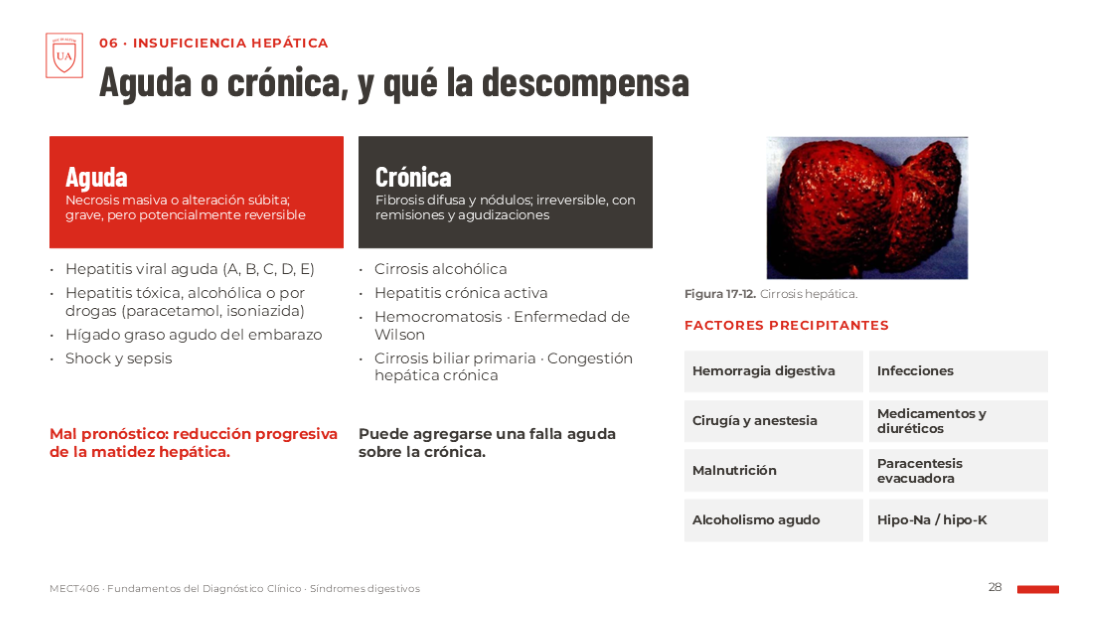 06 · INSUFICIENCIA HEPÁTICA
UA
Aguda o crónica, y qué la descompensa
Aguda
Necrosis masiva o alteración súbita;
grave, pero potencialmente reversible
• Hepatitis viral aguda (A, B, C, D, E)
• Hepatitis tóxica, alcohólica o por
drogas (paracetamol, isoniazida)
• Hígado graso agudo del embarazo
• Shock y sepsis
Mal pronóstico: reducción progresiva
de la matidez hepática.
Crónica
Fibrosis difusa y nódulos; irreversible, con
remisiones y agudizaciones
• Cirrosis alcohólica
• Hepatitis crónica activa
• Hemocromatosis · Enfermedad de
Wilson
• Cirrosis biliar primaria · Congestión
hepática crónica
Puede agregarse una falla aguda
sobre la crónica.
Figura 17-12. Cirrosis hepática.
FACTORES PRECIPITANTES
Hemorragia digestiva
Infecciones
Cirugía y anestesia
Medicamentos y
diuréticos
Malnutrición
Paracentesis
evacuadora
Alcoholismo agudo
Hipo-Na / hipo-K
MECT406 · Fundamentos del Diagnóstico Clínico · Síndromes digestivos
28